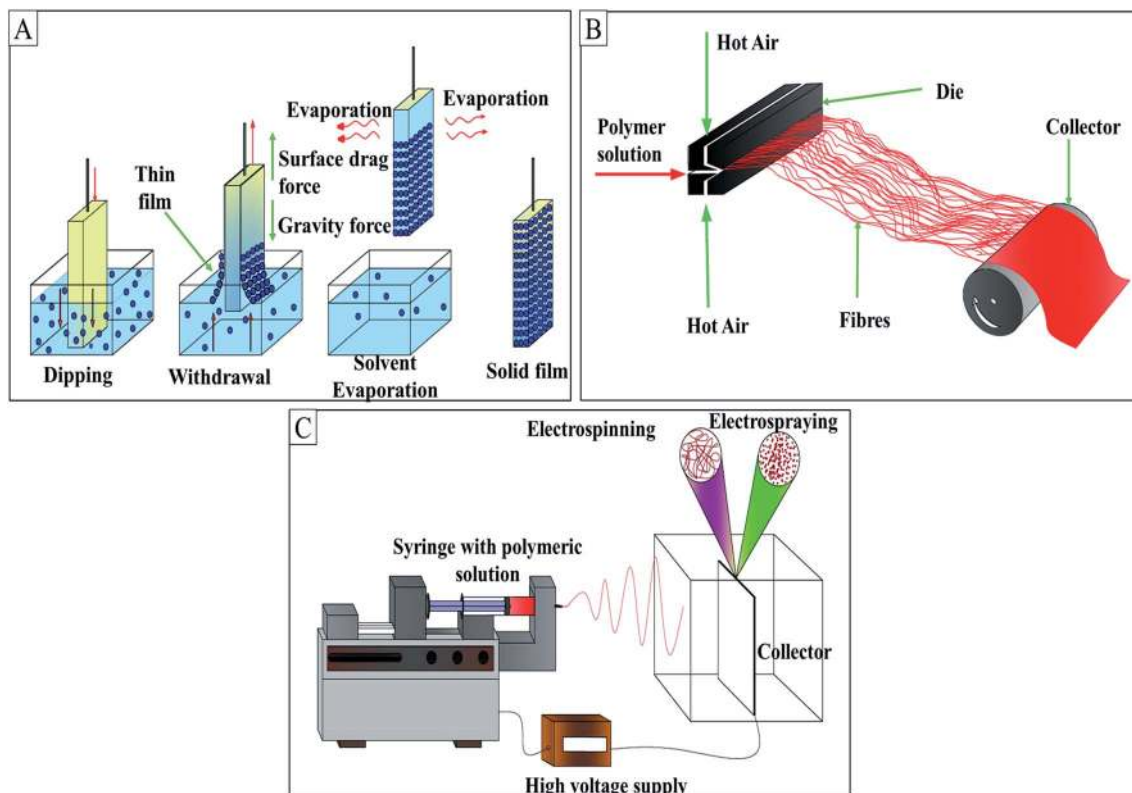 A
Evaporation
Evaporation
Thin
film
Surface drag
force
Gravity force
Dipping
Withdrawal
Solvent
Evaporation
Solid film
B
Hot Air
Die
Polymer
solution
Collector
Hot Air
Fibres
C
Electrospinning
Electrospraying
Syringe with polymeric
solution
Collector
High voltage supply